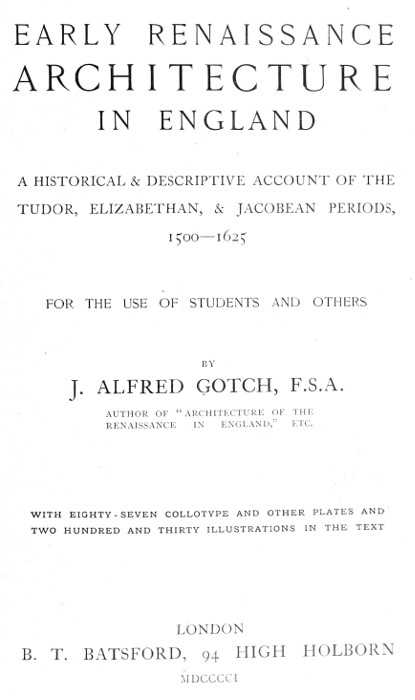 EARLY RENAISSANCE
ARCHITECTURE
IN ENGLAND
A HISTORICAL & DESCRIPTIVE ACCOUNT OF THE
TUDOR, ELIZABETHAN, & JACOBEAN PERIODS,
1500—1625
FOR THE USE OF STUDENTS AND OTHERS
BY
J. ALFRED GOTCH, F.S.A.
AUTHOR OF "ARCHITECTURE OF THE
RENAISSANCE IN ENGLAND," ETC.
WITH EIGHTY-SEVEN COLLOTYPE AND OTHER PLATES AND
TWO HUNDRED AND THIRTY ILLUSTRATIONS IN THE TEXT
LONDON
B. T. BATSFORD, 94 HIGH HOLBORN
MDCCCCI